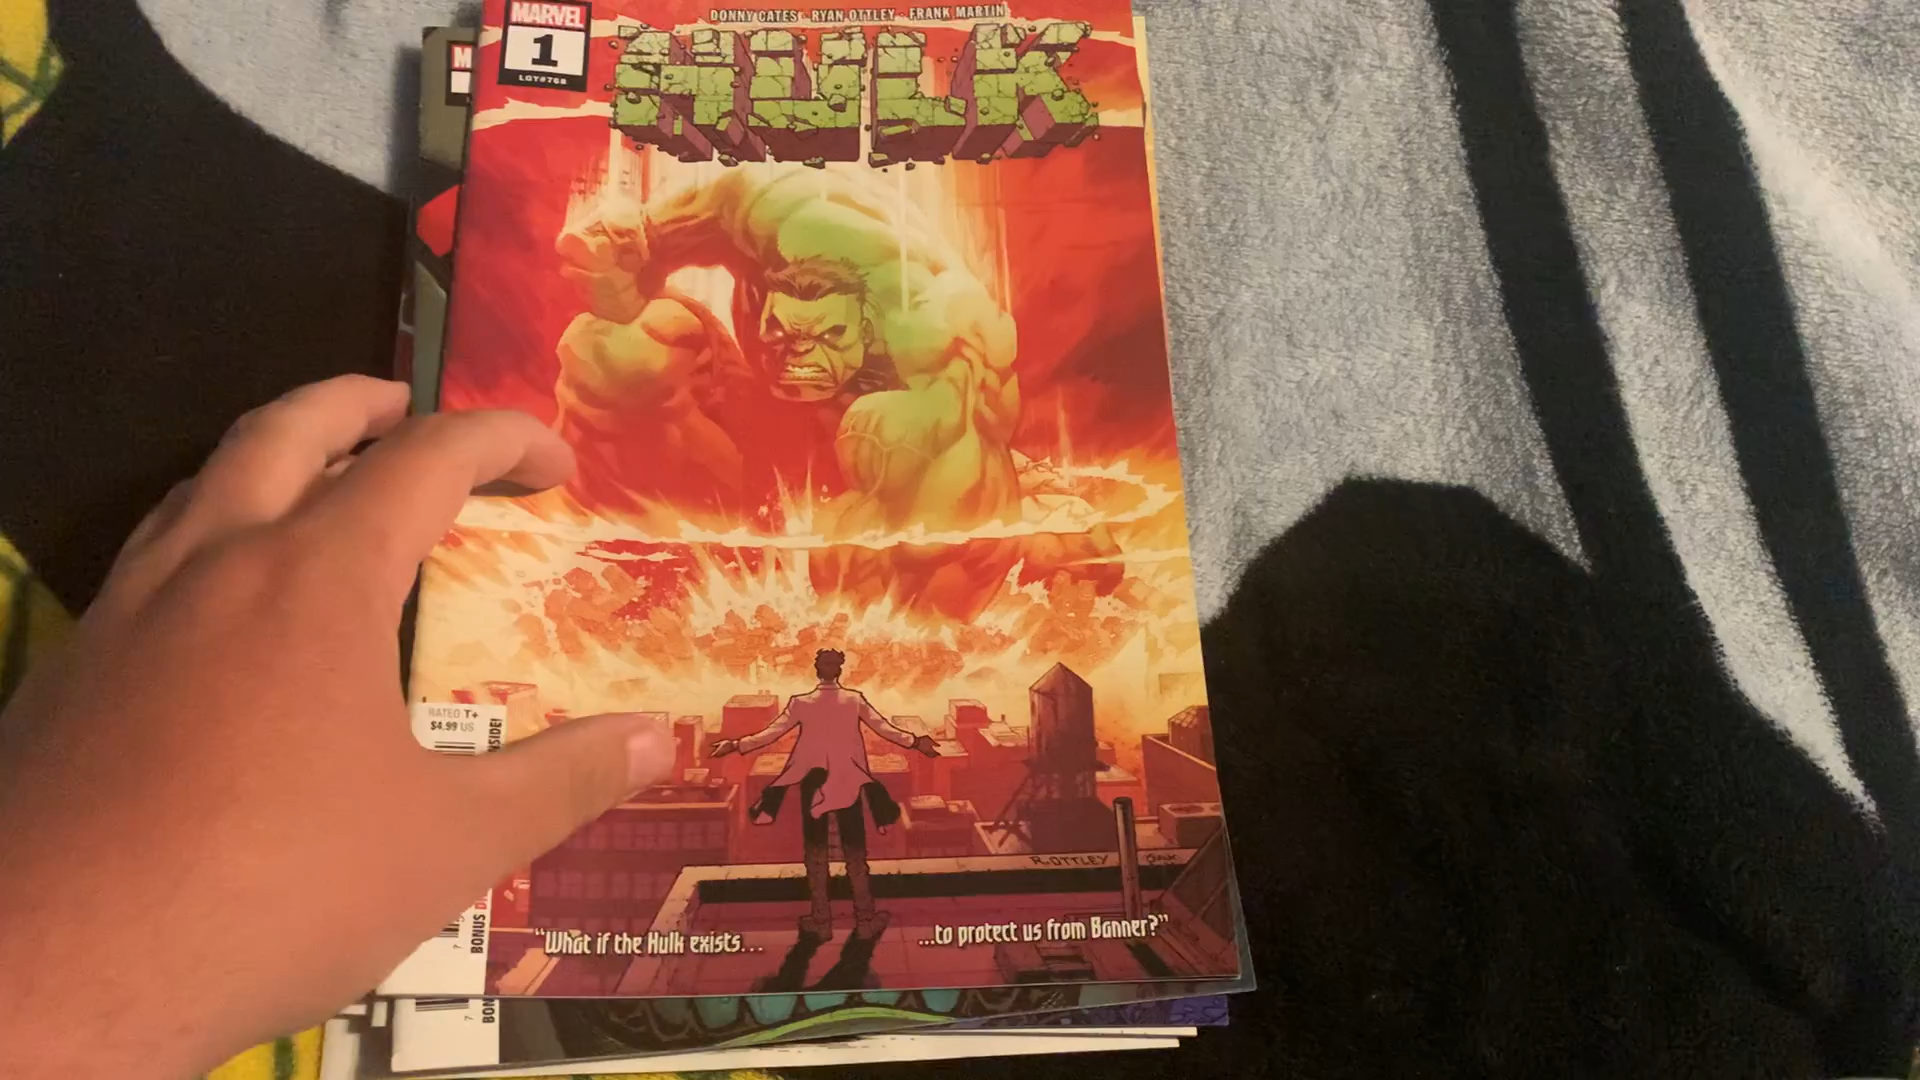 MARVEL
1
LGY#768
DONNY CATES · RYAN OTTLEY · FRANK MARTIN
HULK
RATED T+
$4.99 US
BONUS
R.OTTLEY
"What if the Hulk exists...
...to protect us from Banner?"